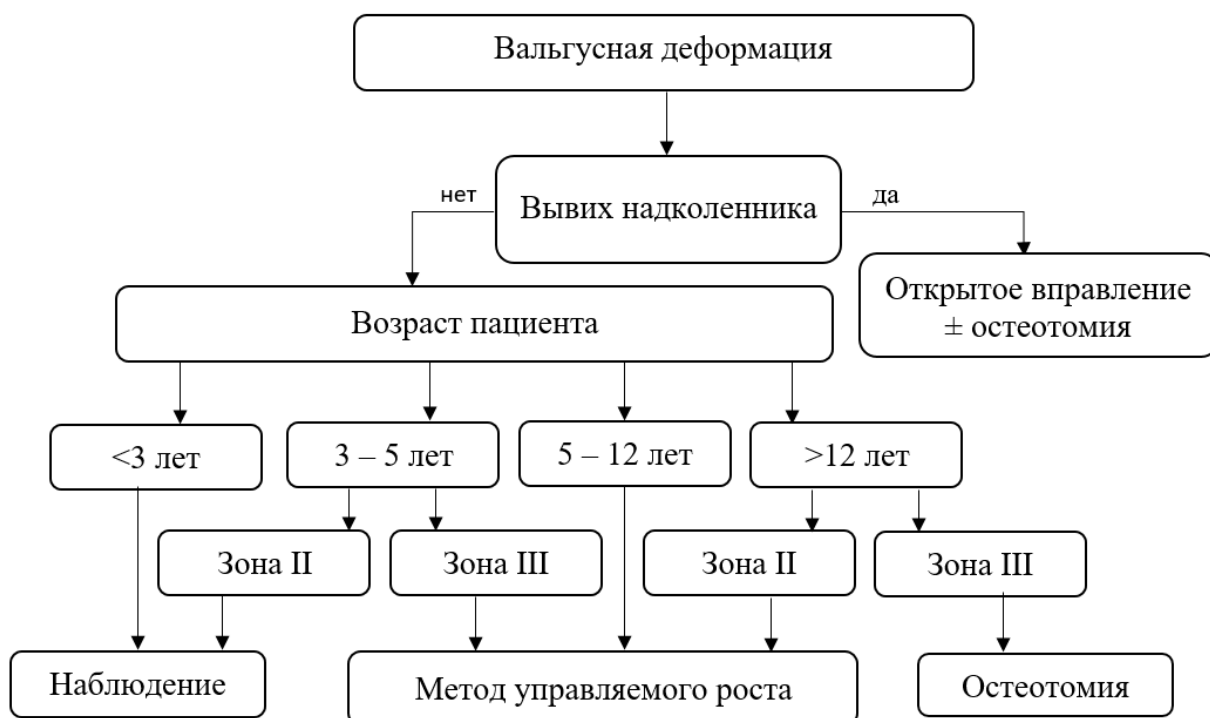 Вальгусная деформация
Вывих надколенника
нет
да
Открытое вправление
± остеотомия
Возраст пациента
<3 лет
3 – 5 лет
5 – 12 лет
>12 лет
Зона II
Зона III
Зона II
Зона III
Наблюдение
Метод управляемого роста
Остеотомия